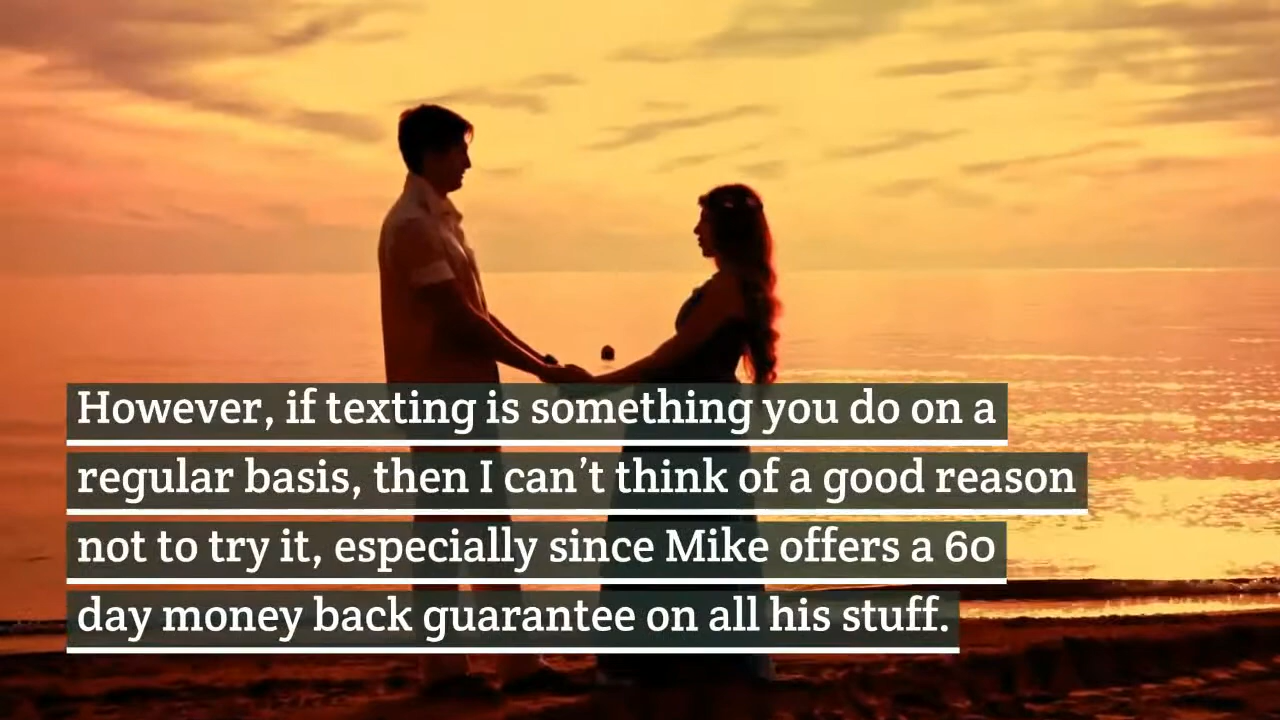 However, if texting is something you do on a
regular basis, then I can’t think of a good reason
not to try it, especially since Mike offers a 60
day money back guarantee on all his stuff.